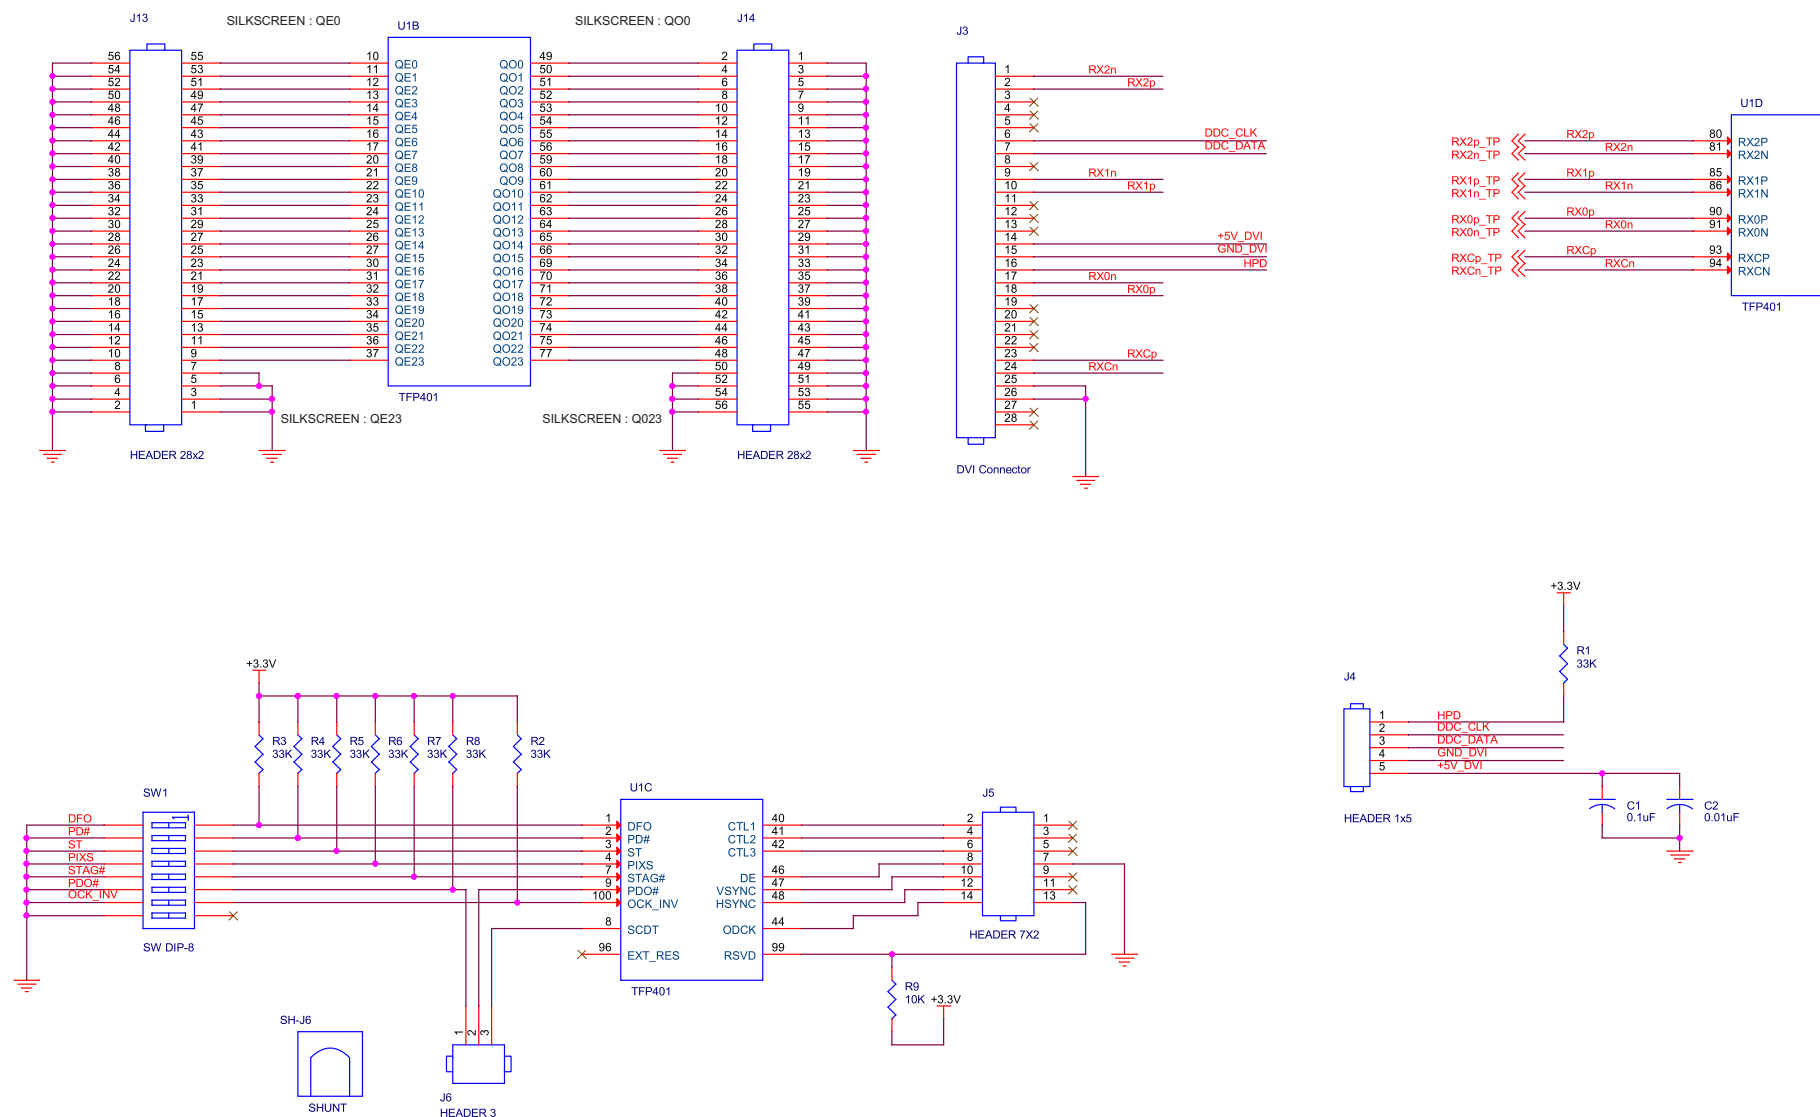 J13
SILKSCREEN : QE0
U1B
SILKSCREEN : QO0
J14
56 55 10 QE0 QO0 49 2 1
54 53 11 QE1 QO1 50 4 3
52 51 12 QE2 QO2 51 6 5
50 49 13 QE3 QO3 52 8 7
48 47 14 QE4 QO4 53 10 9
46 45 15 QE5 QO5 54 12 11
44 43 16 QE6 QO6 55 14 13
42 41 17 QE7 QO7 56 16 15
40 39 20 QE8 QO8 59 18 17
38 37 21 QE9 QO9 60 20 19
36 35 22 QE10 QO10 61 22 21
34 33 23 QE11 QO11 62 24 23
32 31 24 QE12 QO12 63 26 25
30 29 25 QE13 QO13 64 28 27
28 27 26 QE14 QO14 65 30 29
26 25 27 QE15 QO15 66 32 31
24 23 30 QE16 QO16 69 34 33
22 21 31 QE17 QO17 70 36 35
20 19 32 QE18 QO18 71 38 37
18 17 33 QE19 QO19 72 40 39
16 15 34 QE20 QO20 73 42 41
14 13 35 QE21 QO21 74 44 43
12 11 36 QE22 QO22 75 46 45
10 9 37 QE23 QO23 77 48 47
8 7 50 49
6 5 52 51
4 3 54 53
2 1 56 55
TFP401
SILKSCREEN : QE23
SILKSCREEN : Q023
HEADER 28x2
HEADER 28x2
J3
1 RX2n
2 RX2p
3
4
5
6 DDC_CLK
7 DDC_DATA
8
9 RX1n
10 RX1p
11
12
13
14 +5V_DVI
15 GND_DVI
16 HPD
17 RX0n
18 RX0p
19
20
21
22
23 RXCp
24 RXCn
25
26
27
28
DVI Connector
U1D
RX2p_TP RX2p 80 RX2P
RX2n_TP RX2n 81 RX2N
RX1p_TP RX1p 85 RX1P
RX1n_TP RX1n 86 RX1N
RX0p_TP RX0p 90 RX0P
RX0n_TP RX0n 91 RX0N
RXCp_TP RXCp 93 RXCP
RXCn_TP RXCn 94 RXCN
TFP401
+3.3V
R3 33K
R4 33K
R5 33K
R6 33K
R7 33K
R8 33K
R2 33K
SW1
1
DFO
PD#
ST
PIXS
STAG#
PDO#
OCK_INV
SW DIP-8
U1C
1 DFO CTL1 40
2 PD# CTL2 41
3 ST CTL3 42
4 PIXS
7 STAG# DE 46
9 PDO# VSYNC 47
100 OCK_INV HSYNC 48
8 SCDT ODCK 44
96 EXT_RES RSVD 99
TFP401
J5
2 1
4 3
6 5
8 7
10 9
12 11
14 13
HEADER 7X2
R9
10K
+3.3V
SH-J6
SHUNT
1
2
3
J6
HEADER 3
+3.3V
R1
33K
J4
1 HPD
2 DDC_CLK
3 DDC_DATA
4 GND_DVI
5 +5V_DVI
HEADER 1x5
C1
0.1uF
C2
0.01uF